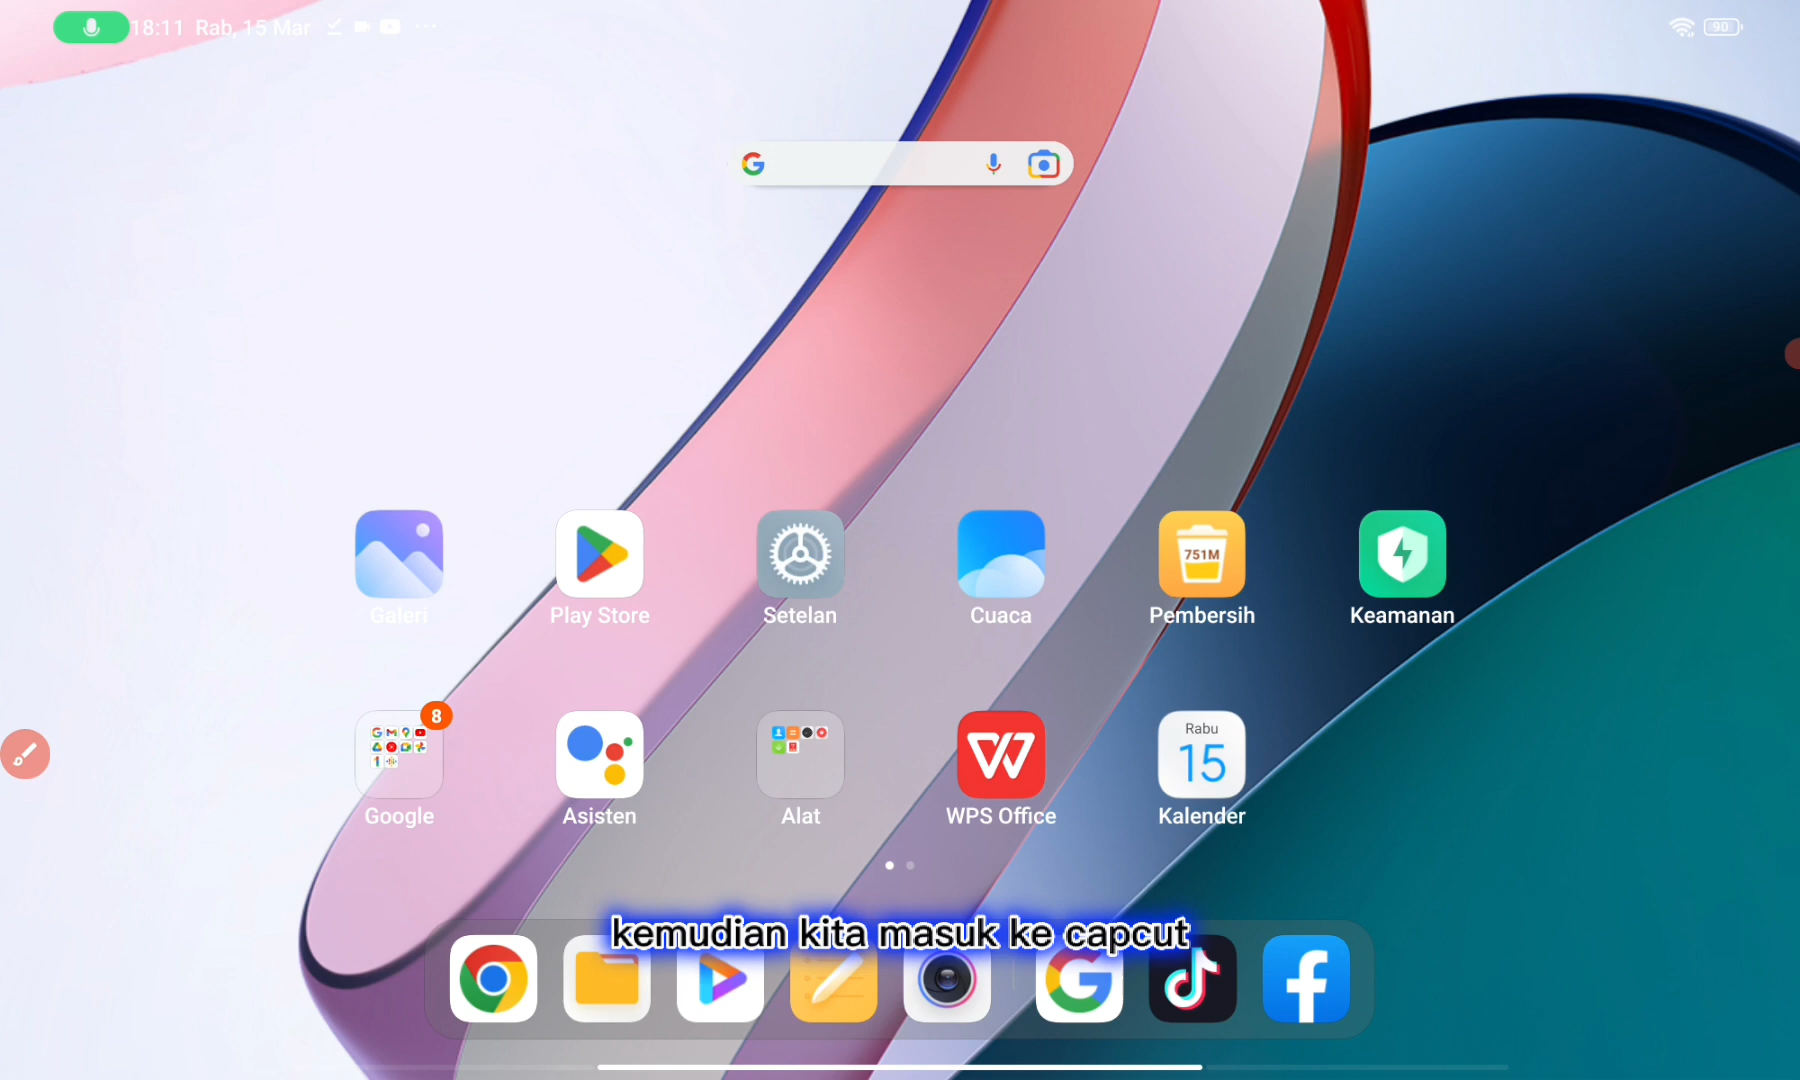 18:11 Rab, 15 Mar
90
Galeri
Play Store
Setelan
Cuaca
751M
Pembersih
Keamanan
8
Google
Asisten
Alat
WPS Office
Rabu
15
Kalender
kemudian kita masuk ke capcut